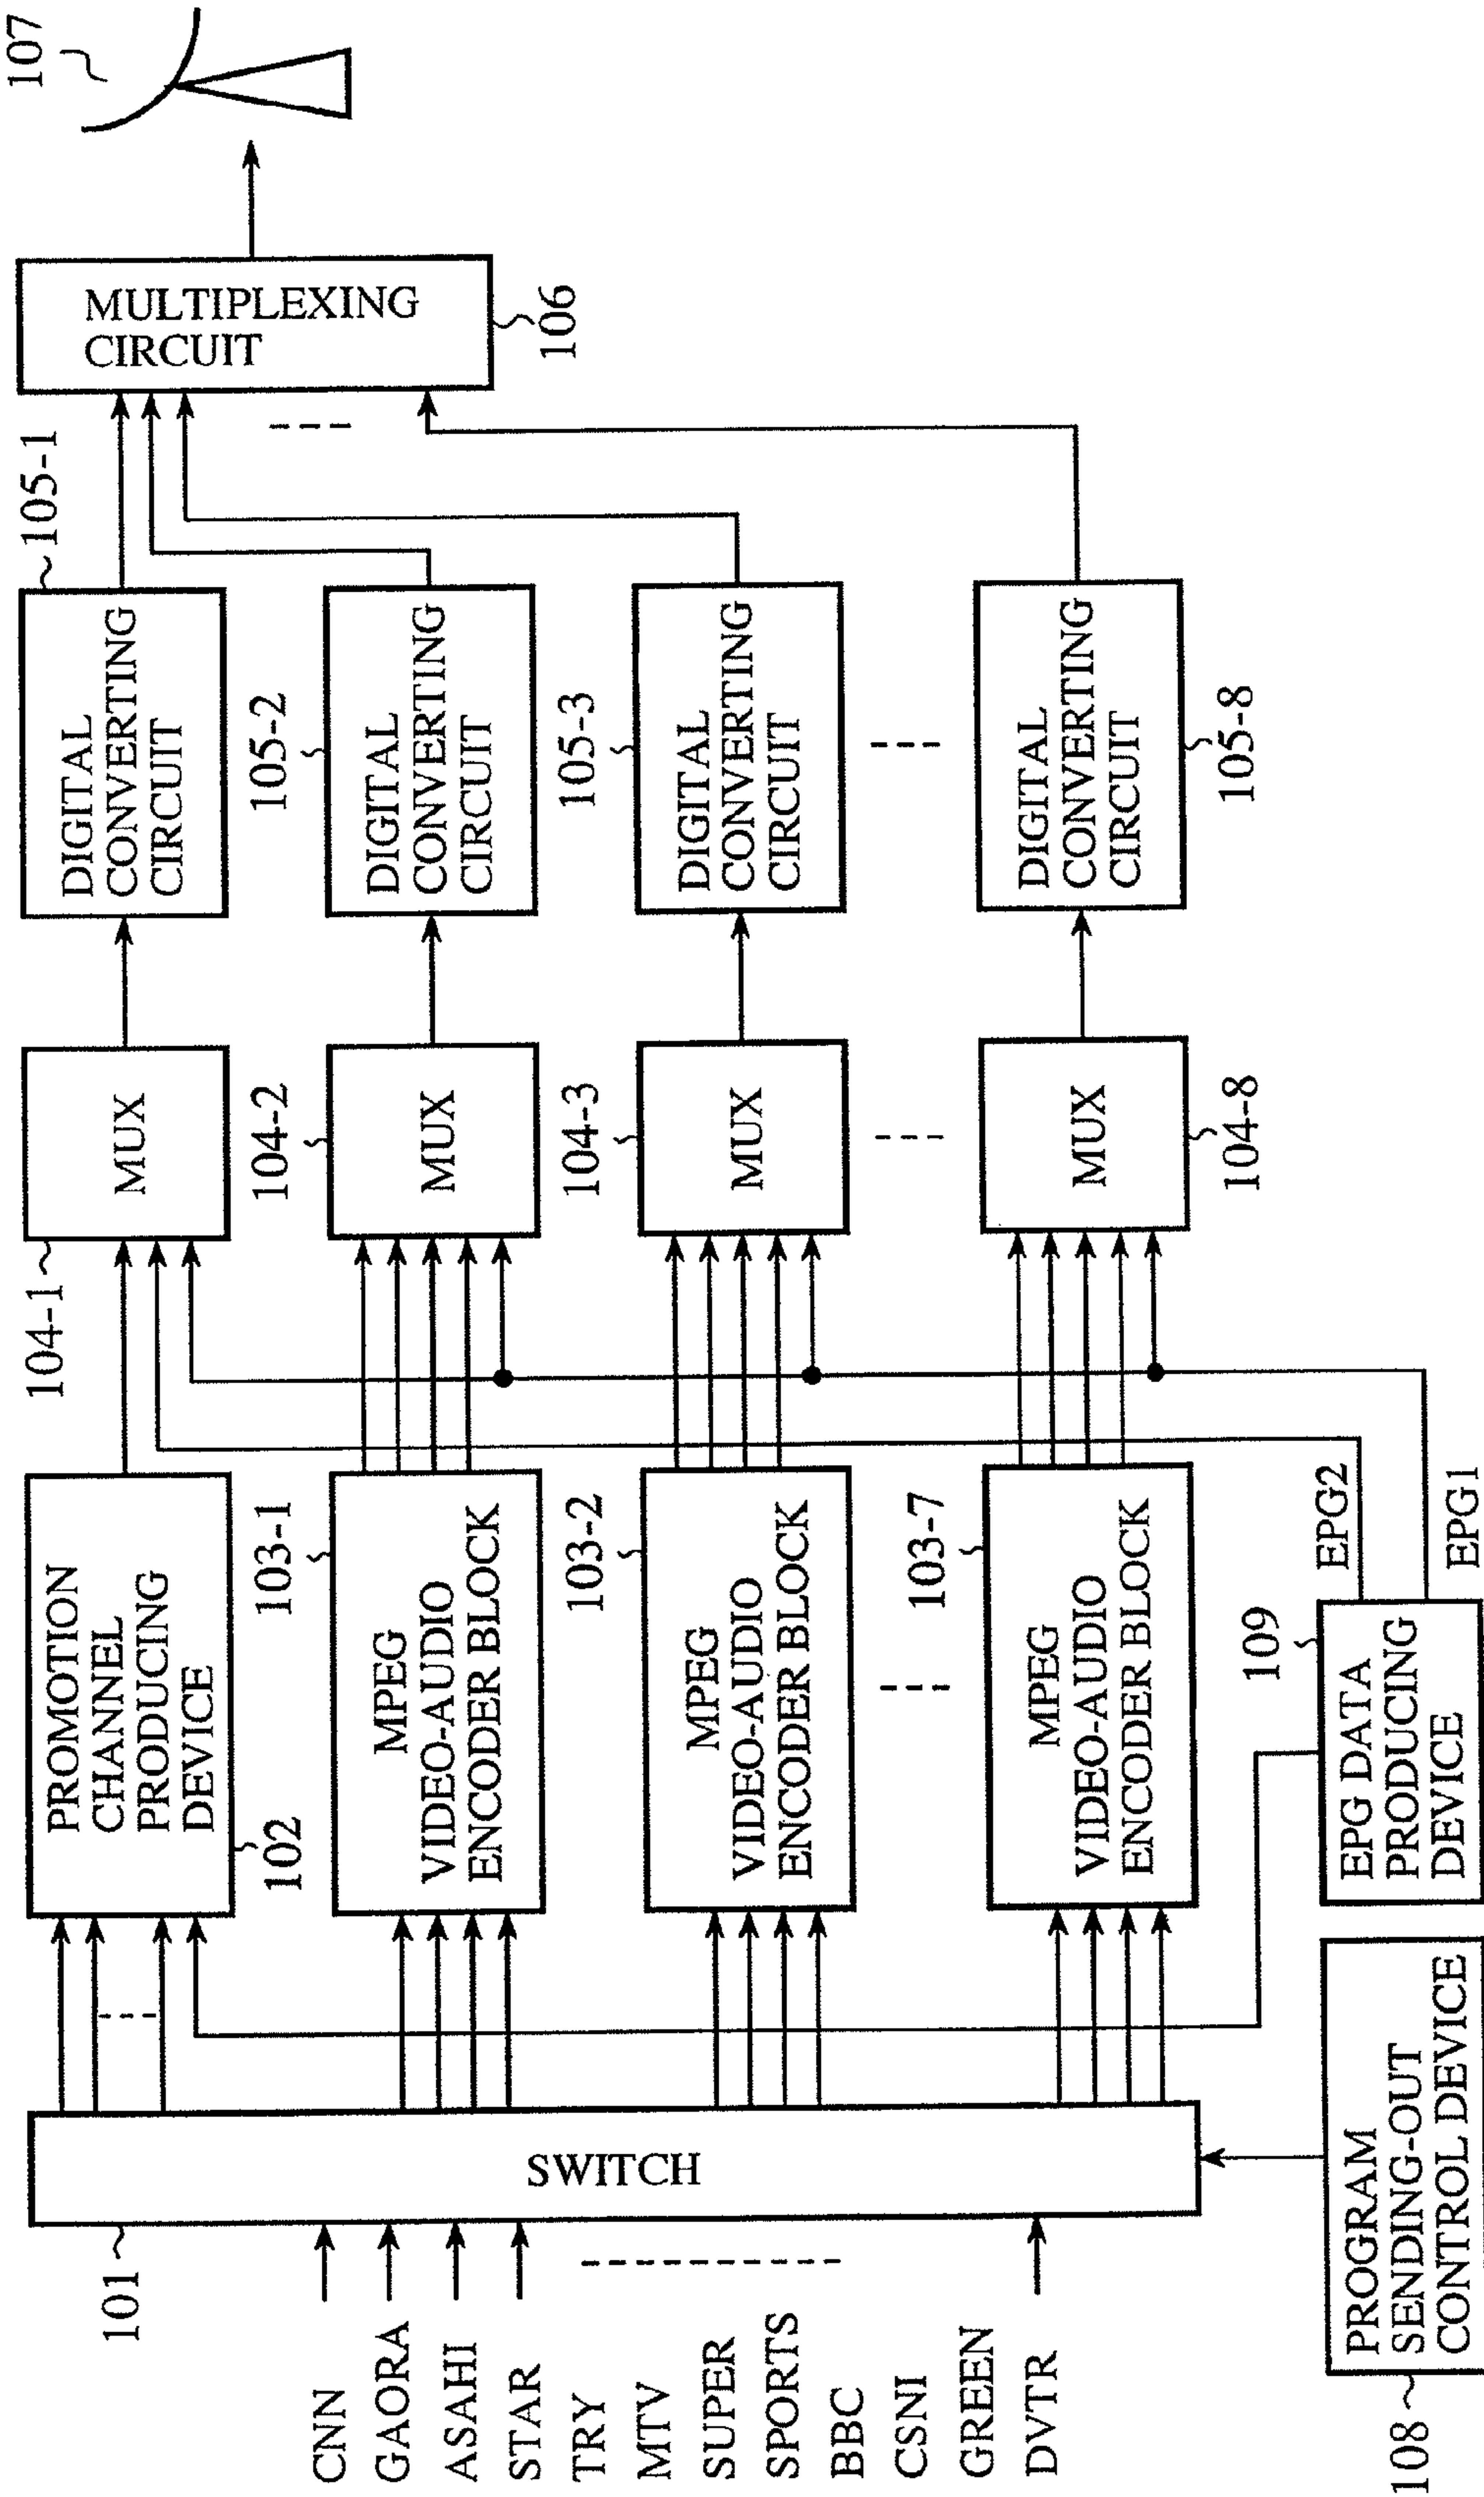 CNN
GAORA
ASAHI
STAR
TRY
MTV
SUPER
SPORTS
BBC
CSNI
GREEN
DVTR
101
SWITCH
108
PROGRAM
SENDING-OUT
CONTROL DEVICE
PROMOTION
CHANNEL
PRODUCING
DEVICE
102
103-1
MPEG
VIDEO-AUDIO
ENCODER BLOCK
103-2
MPEG
VIDEO-AUDIO
ENCODER BLOCK
103-7
MPEG
VIDEO-AUDIO
ENCODER BLOCK
109
EPG DATA
PRODUCING
DEVICE
EPG2
EPG1
104-1
MUX
104-2
MUX
104-3
MUX
104-8
MUX
105-1
DIGITAL
CONVERTING
CIRCUIT
105-2
DIGITAL
CONVERTING
CIRCUIT
105-3
DIGITAL
CONVERTING
CIRCUIT
105-8
DIGITAL
CONVERTING
CIRCUIT
MULTIPLEXING
CIRCUIT
106
107